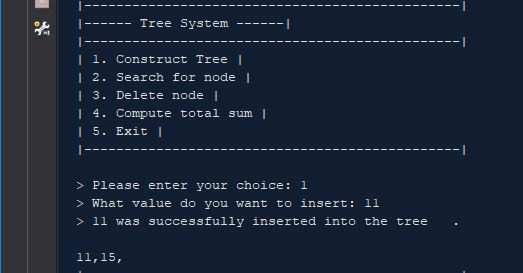 |-----------------------------------------------|
|------ Tree System ------|
|-----------------------------------------------|
| 1. Construct Tree |
| 2. Search for node |
| 3. Delete node |
| 4. Compute total sum |
| 5. Exit |
|-----------------------------------------------|
> Please enter your choice: 1
> What value do you want to insert: 11
> 11 was successfully inserted into the tree   .
11,15,